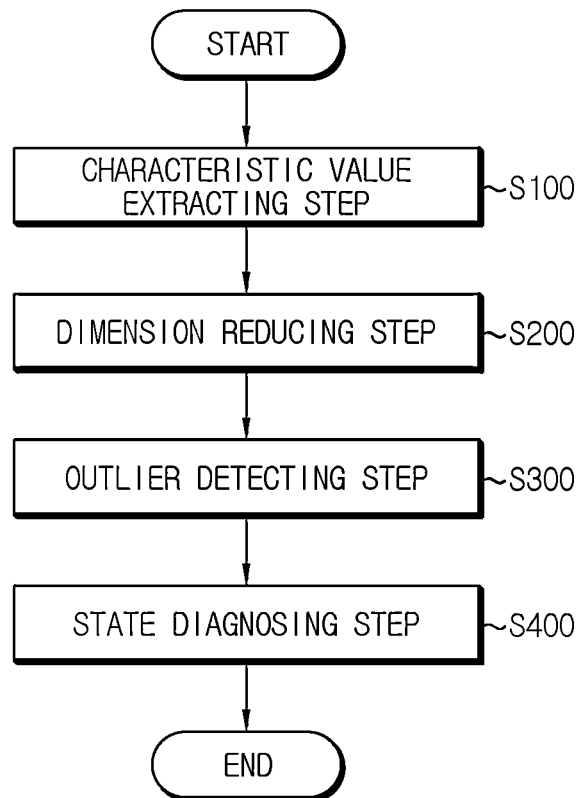 START
CHARACTERISTIC VALUE
EXTRACTING STEP
~S100
DIMENSION REDUCING STEP
~S200
OUTLIER DETECTING STEP
~S300
STATE DIAGNOSING STEP
~S400
END